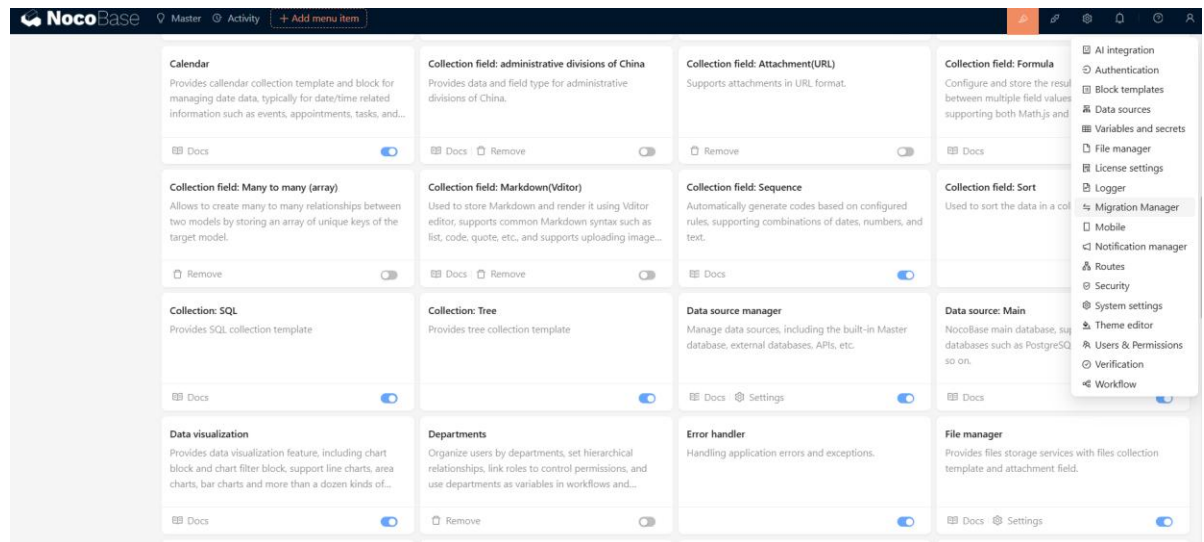 NocoBase Master Activity + Add menu item
Calendar
Provides callendar collection template and block for
managing date data, typically for date/time related
information such as events, appointments, tasks, and...
Docs
Collection field: administrative divisions of China
Provides data and field type for administrative
divisions of China.
Docs Remove
Collection field: Attachment(URL)
Supports attachments in URL format.
Remove
Collection field: Formula
Configure and store the resul
between multiple field values
supporting both Math.js and
Docs
Collection field: Many to many (array)
Allows to create many to many relationships between
two models by storing an array of unique keys of the
target model.
Remove
Collection field: Markdown(Vditor)
Used to store Markdown and render it using Vditor
editor, supports common Markdown syntax such as
list, code, quote, etc., and supports uploading image...
Docs Remove
Collection field: Sequence
Automatically generate codes based on configured
rules, supporting combinations of dates, numbers, and
text.
Docs
Collection field: Sort
Used to sort the data in a col
Collection: SQL
Provides SQL collection template
Docs
Collection: Tree
Provides tree collection template
Data source manager
Manage data sources, including the built-in Master
database, external databases, APIs, etc.
Docs Settings
Data source: Main
NocoBase main database, sup
databases such as PostgreSQ
so on.
Docs
Data visualization
Provides data visualization feature, including chart
block and chart filter block, support line charts, area
charts, bar charts and more than a dozen kinds of...
Docs
Departments
Organize users by departments, set hierarchical
relationships, link roles to control permissions, and
use departments as variables in workflows and...
Remove
Error handler
Handling application errors and exceptions.
File manager
Provides files storage services with files collection
template and attachment field.
Docs Settings
AI integration
Authentication
Block templates
Data sources
Variables and secrets
File manager
License settings
Logger
Migration Manager
Mobile
Notification manager
Routes
Security
System settings
Theme editor
Users & Permissions
Verification
Workflow